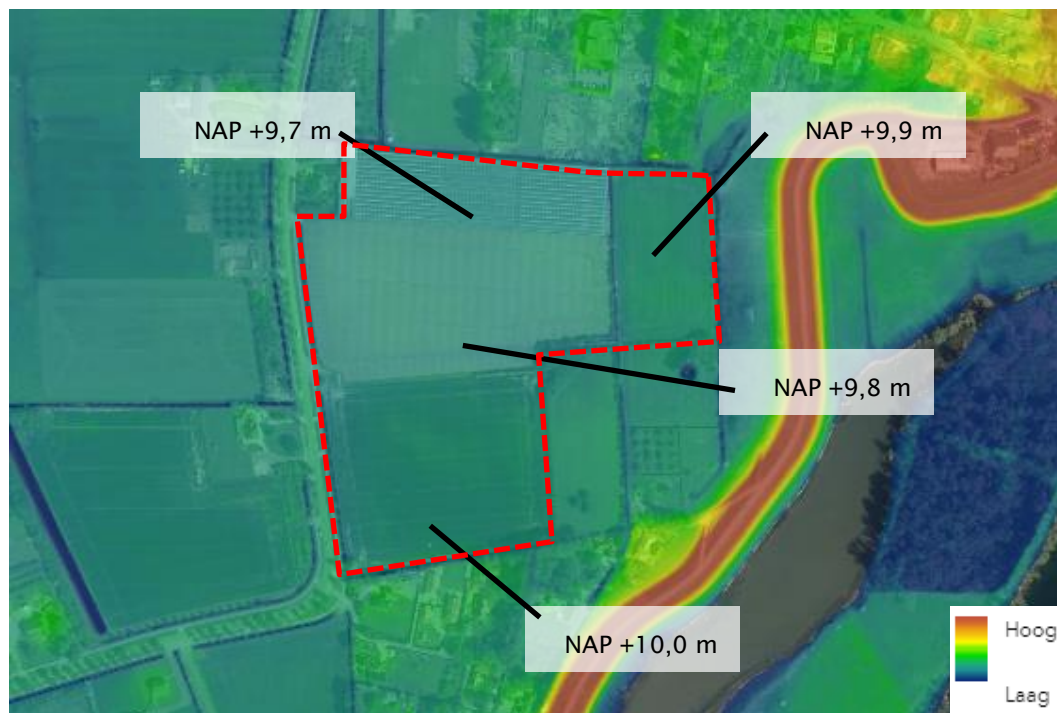 NAP +9,7 m
NAP +9,9 m
NAP +9,8 m
NAP +10,0 m
Hoog
Laag